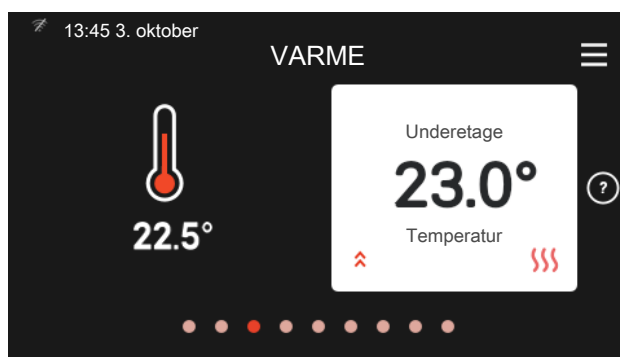 13:45 3. oktober
VARME
Underetage
23.0°
Temperatur
22.5°
?